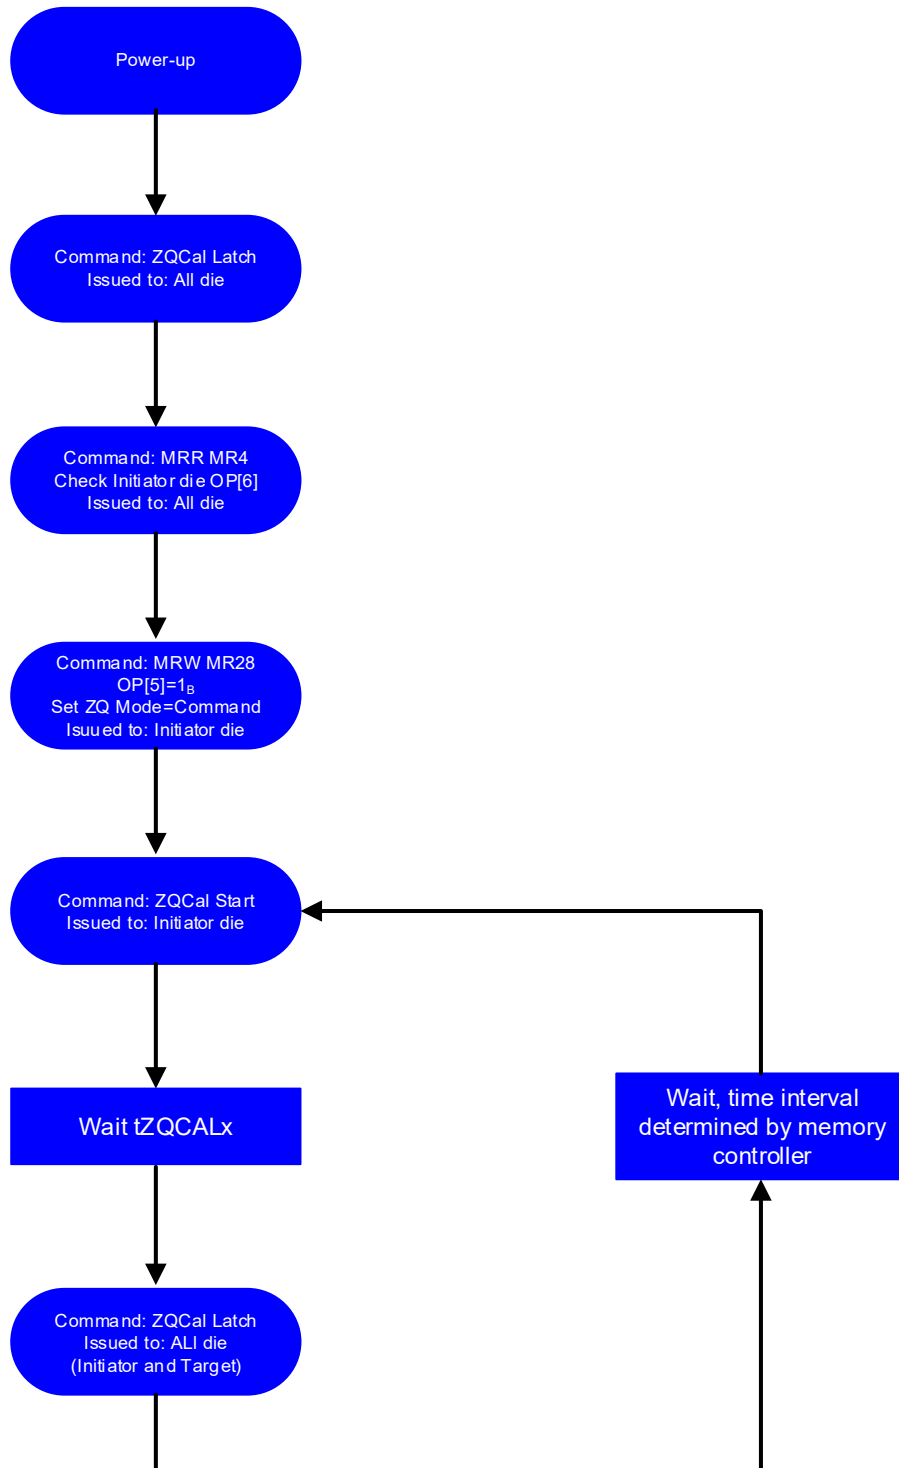 Power-up
Command: ZQCal Latch
Issued to: All die
Command: MRR MR4
Check Initiator die OP[6]
Issued to: All die
Command: MRW MR28
OP[5]=1B
Set ZQ Mode=Command
Isuued to: Initiator die
Command: ZQCal Start
Issued to: Initiator die
Wait tZQCALx
Wait, time interval
determined by memory
controller
Command: ZQCal Latch
Issued to: ALl die
(Initiator and Target)